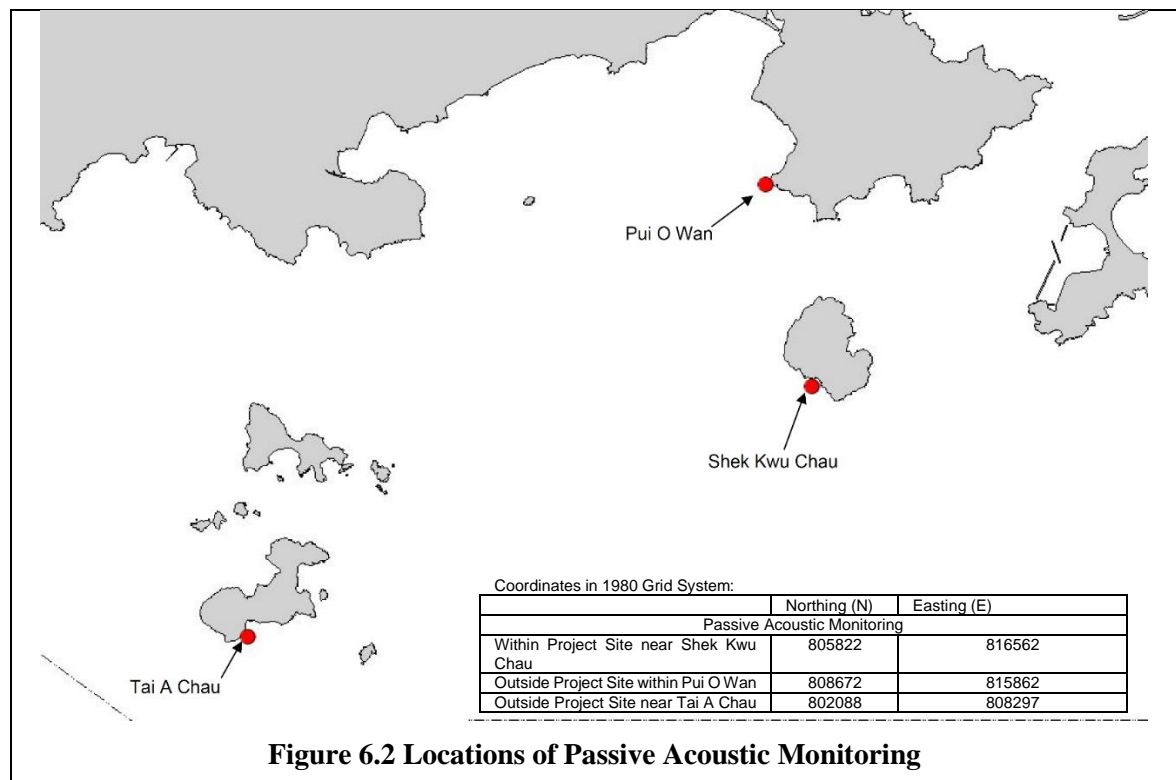 Pui O Wan
Shek Kwu Chau
Tai A Chau
Coordinates in 1980 Grid System:
Northing (N) Easting (E)
Passive Acoustic Monitoring
Within Project Site near Shek Kwu 805822 816562
Chau
Outside Project Site within Pui O Wan 808672 815862
Outside Project Site near Tai A Chau 802088 808297
Figure 6.2 Locations of Passive Acoustic Monitoring